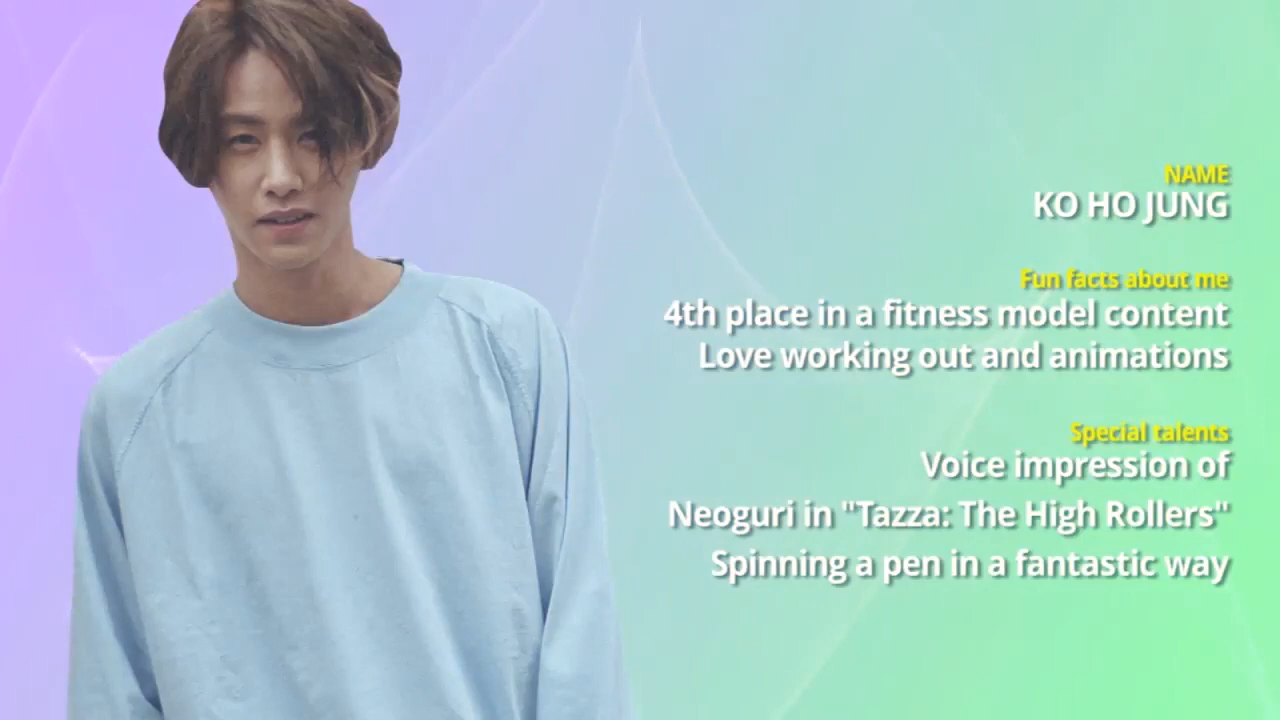 NAME
KO HO JUNG
Fun facts about me
4th place in a fitness model content
Love working out and animations
Special talents
Voice impression of
Neoguri in "Tazza: The High Rollers"
Spinning a pen in a fantastic way